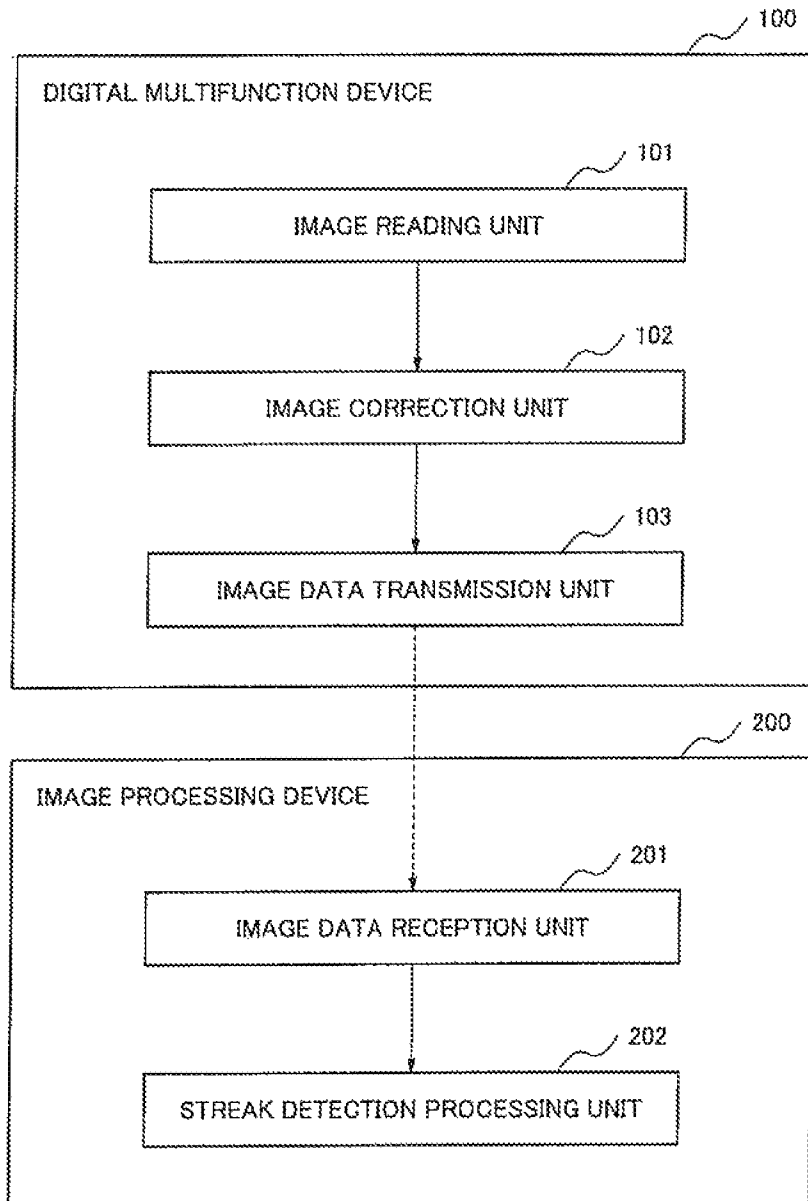 100
DIGITAL MULTIFUNCTION DEVICE
101
IMAGE READING UNIT
102
IMAGE CORRECTION UNIT
103
IMAGE DATA TRANSMISSION UNIT
200
IMAGE PROCESSING DEVICE
201
IMAGE DATA RECEPTION UNIT
202
STREAK DETECTION PROCESSING UNIT